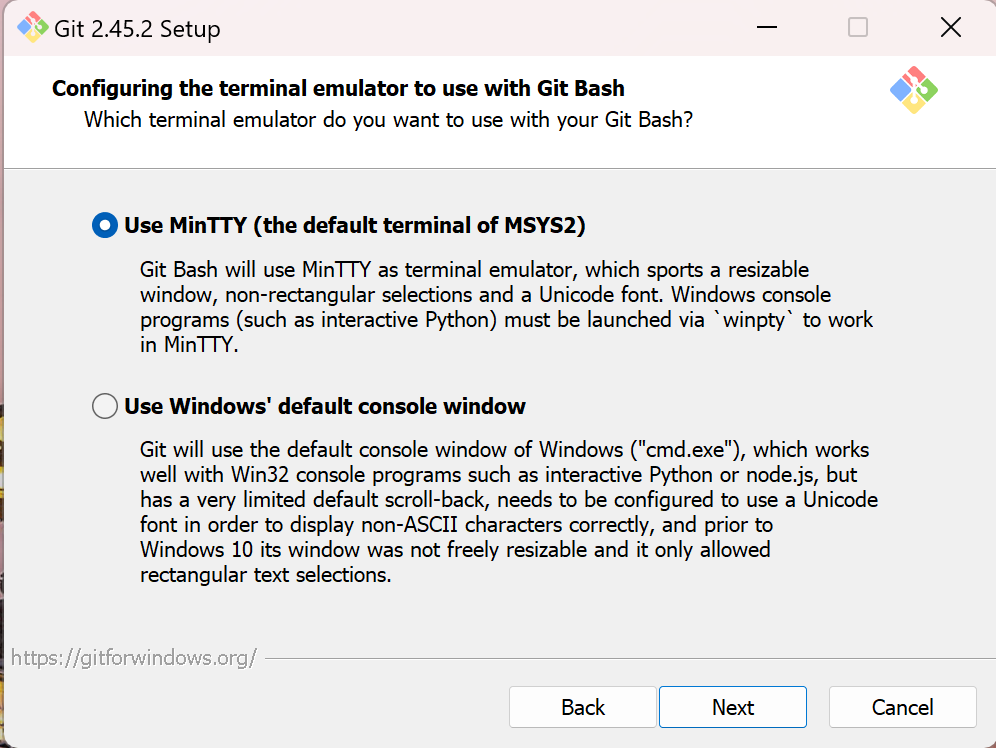 Git 2.45.2 Setup
Configuring the terminal emulator to use with Git Bash
Which terminal emulator do you want to use with your Git Bash?
Use MinTTY (the default terminal of MSYS2)
Git Bash will use MinTTY as terminal emulator, which sports a resizable
window, non-rectangular selections and a Unicode font. Windows console
programs (such as interactive Python) must be launched via `winpty` to work
in MinTTY.
Use Windows' default console window
Git will use the default console window of Windows ("cmd.exe"), which works
well with Win32 console programs such as interactive Python or node.js, but
has a very limited default scroll-back, needs to be configured to use a Unicode
font in order to display non-ASCII characters correctly, and prior to
Windows 10 its window was not freely resizable and it only allowed
rectangular text selections.
https://gitforwindows.org/
Back Next Cancel